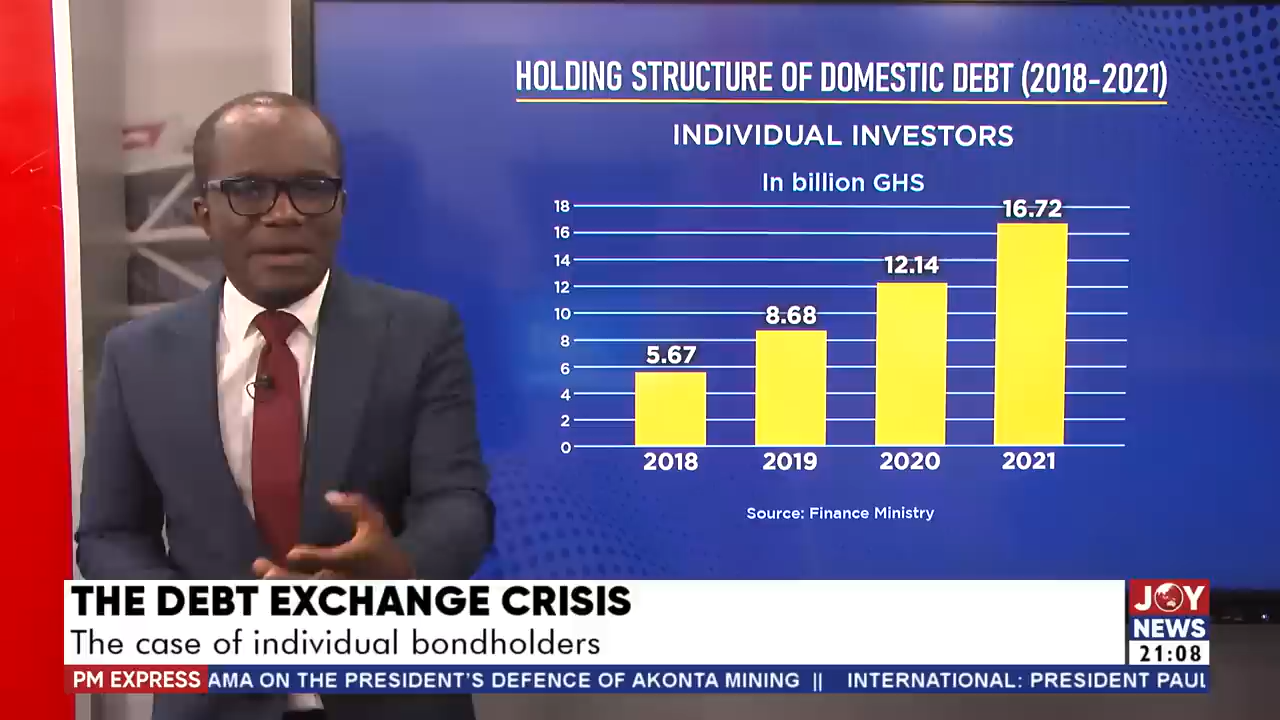 HOLDING STRUCTURE OF DOMESTIC DEBT (2018-2021)
INDIVIDUAL INVESTORS
In billion GHS
18
16
14
12
10
8
6
4
2
0
5.67
8.68
12.14
16.72
2018
2019
2020
2021
Source: Finance Ministry
THE DEBT EXCHANGE CRISIS
The case of individual bondholders
JOY
NEWS
21:08
PM EXPRESS
AMA ON THE PRESIDENT'S DEFENCE OF AKONTA MINING || INTERNATIONAL: PRESIDENT PAUL